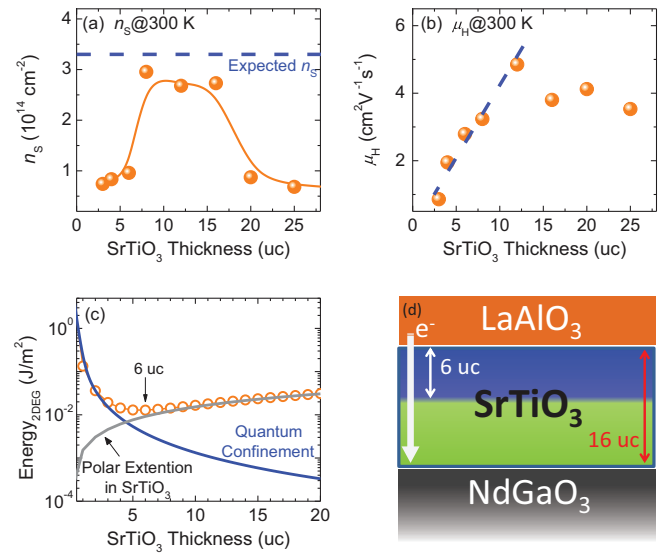 (a) nS@300 K
Expected nS
nS (10^14 cm^-2)
4
3
2
1
0
0 5 10 15 20 25
SrTiO3 Thickness (uc)
(b) μH@300 K
μH (cm^2V^-1s^-1)
6
4
2
0
0 5 10 15 20 25
SrTiO3 Thickness (uc)
(c)
6 uc
Quantum
Confinement
Polar Extention
in SrTiO3
Energy2DEG (J/m^2)
10^0
10^-2
10^-4
0 5 10 15 20
SrTiO3 Thickness (uc)
(d)
LaAlO3
e-
6 uc
SrTiO3
16 uc
NdGaO3